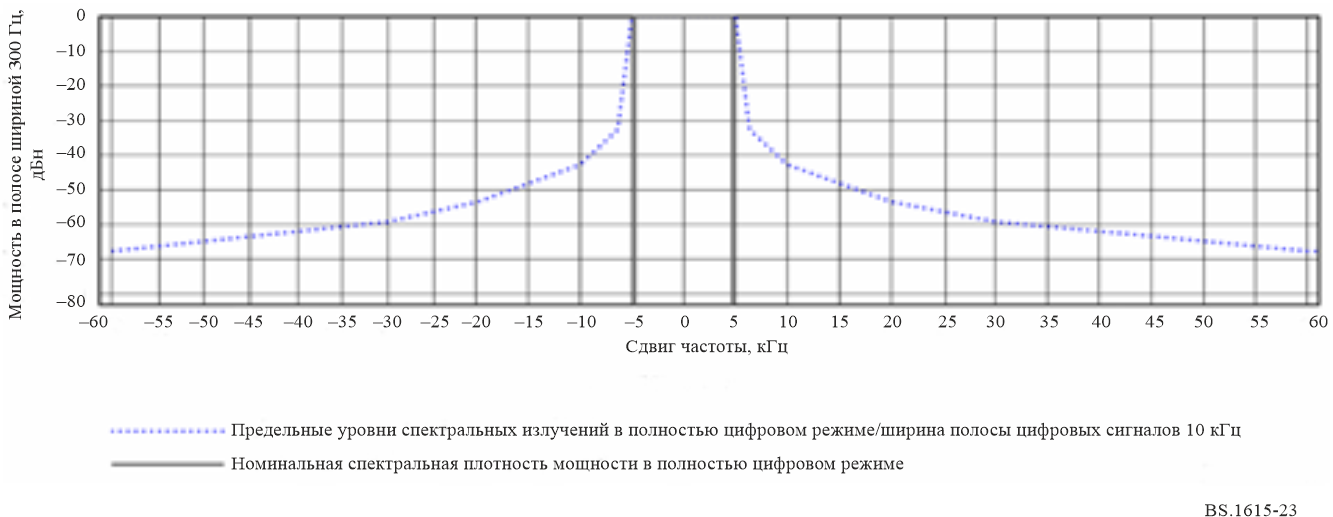 Мощность в полосе шириной 300 Гц,
дБн
0
–10
–20
–30
–40
–50
–60
–70
–80
–60 –55 –50 –45 –40 –35 –30 –25 –20 –15 –10 –5 0 5 10 15 20 25 30 35 40 45 50 55 60
Сдвиг частоты, кГц
Предельные уровни спектральных излучений в полностью цифровом режиме/ширина полосы цифровых сигналов 10 кГц
Номинальная спектральная плотность мощности в полностью цифровом режиме
BS.1615-23